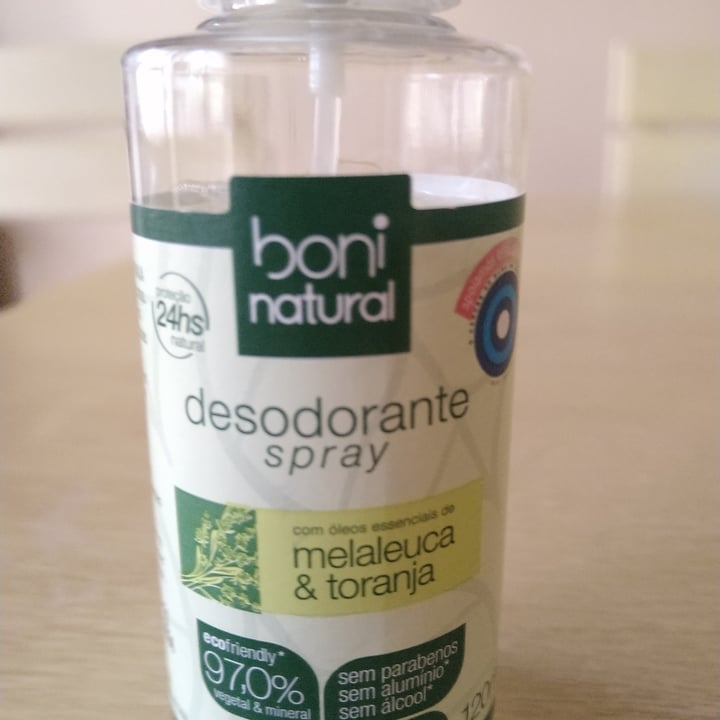 boni
natural
proteção
24hs
natural
desodorante
spray
com óleos essenciais de
melaleuca
& toranja
ecofriendly*
97,0%
vegetal & mineral
sem parabenos
sem alumínio*
sem álcool*